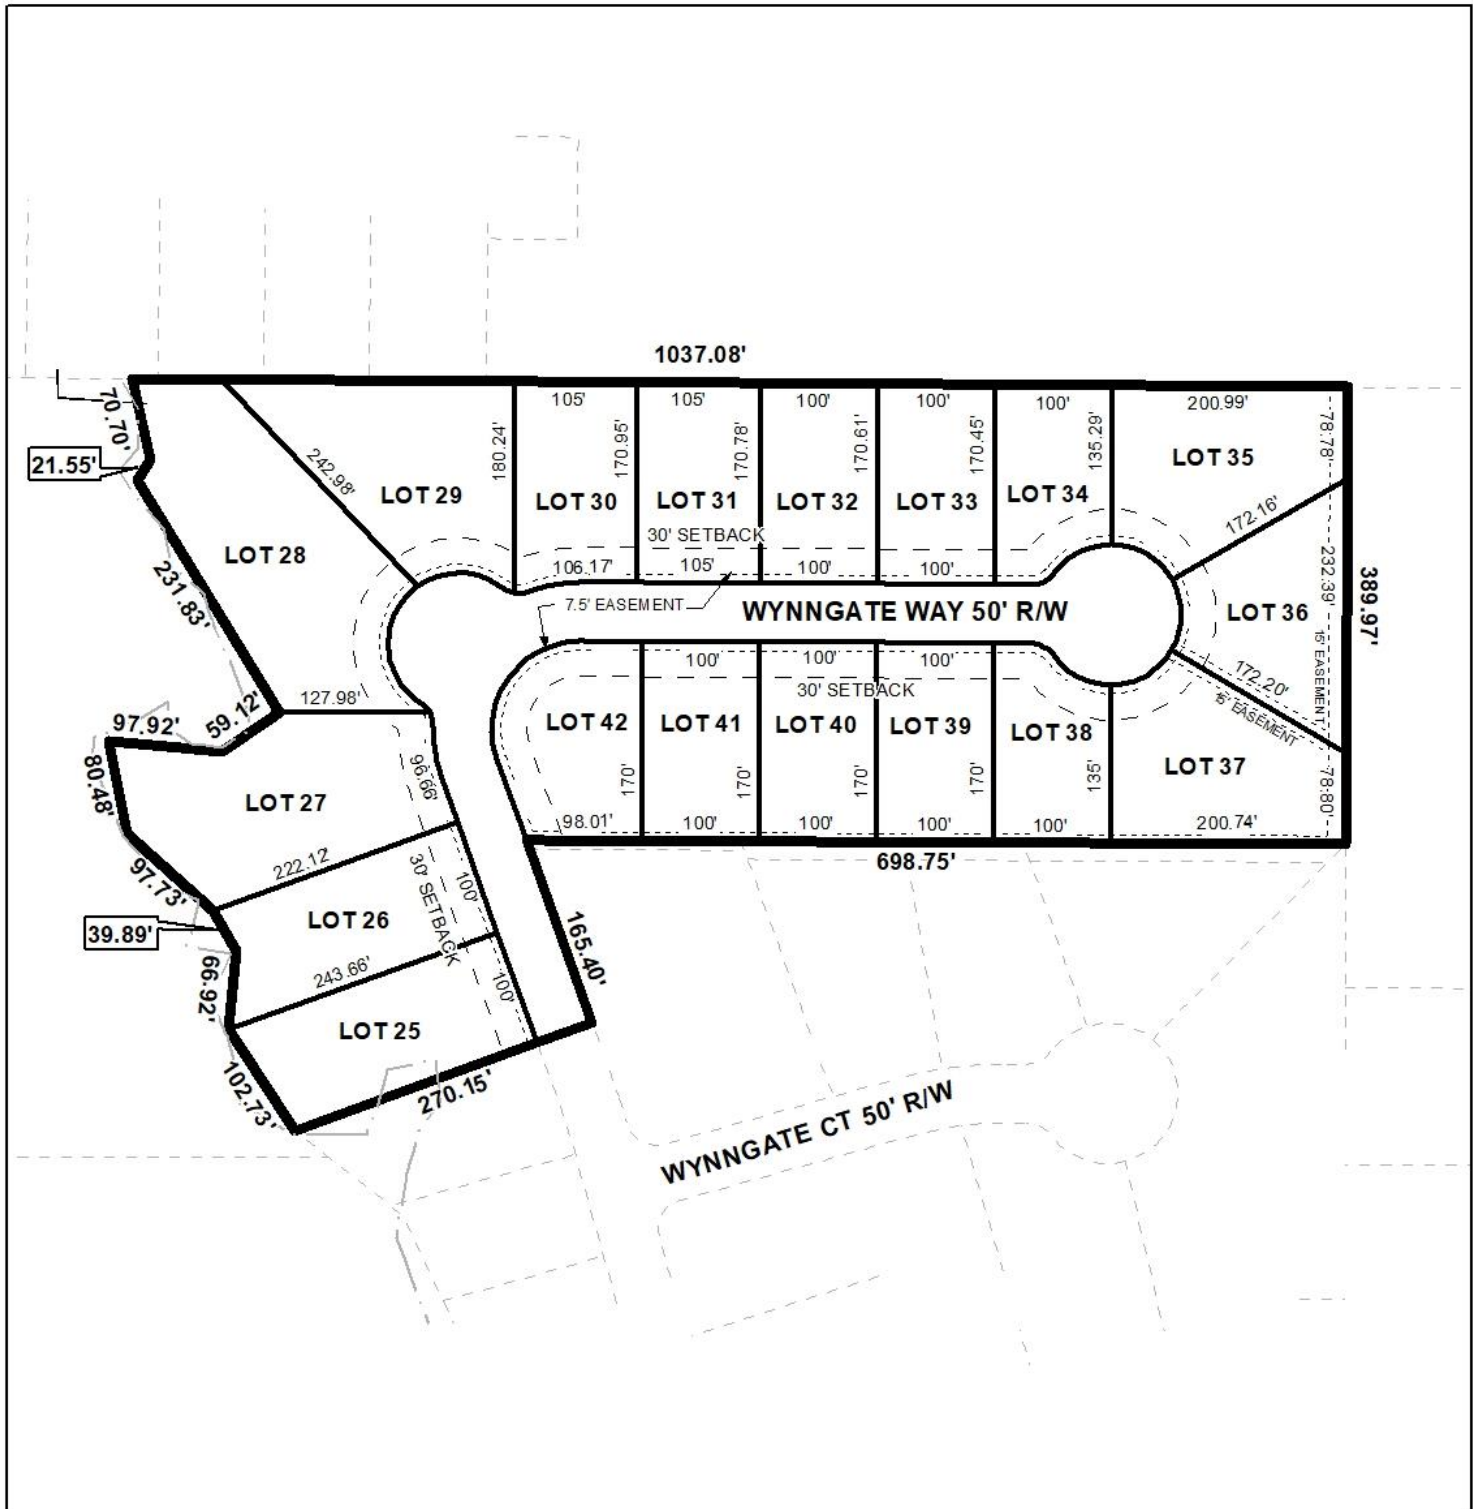 1037.08'
70.70'
21.55'
105'
105'
100'
100'
100'
200.99'
78.78'
242.98'
180.24'
170.95'
170.78'
170.61'
170.45'
135.29'
LOT 29
LOT 30
LOT 31
LOT 32
LOT 33
LOT 34
LOT 35
172.16'
30' SETBACK
LOT 28
231.83'
106.17'
105'
100'
100'
232.39'
389.97'
7.5' EASEMENT
WYNNGATE WAY 50' R/W
LOT 36
15' EASEMENT
100'
100'
100'
172.20'
15' EASEMENT
30' SETBACK
127.98'
59.12'
97.92'
LOT 42
LOT 41
LOT 40
LOT 39
LOT 38
LOT 37
80.48'
96.66'
170'
170'
170'
170'
135'
78.80'
LOT 27
98.01'
100'
100'
100'
100'
200.74'
698.75'
222.12'
97.73'
100'
30' SETBACK
LOT 26
39.89'
165.40'
66.92'
243.66'
100'
LOT 25
102.73'
270.15'
WYNNGATE CT 50' R/W